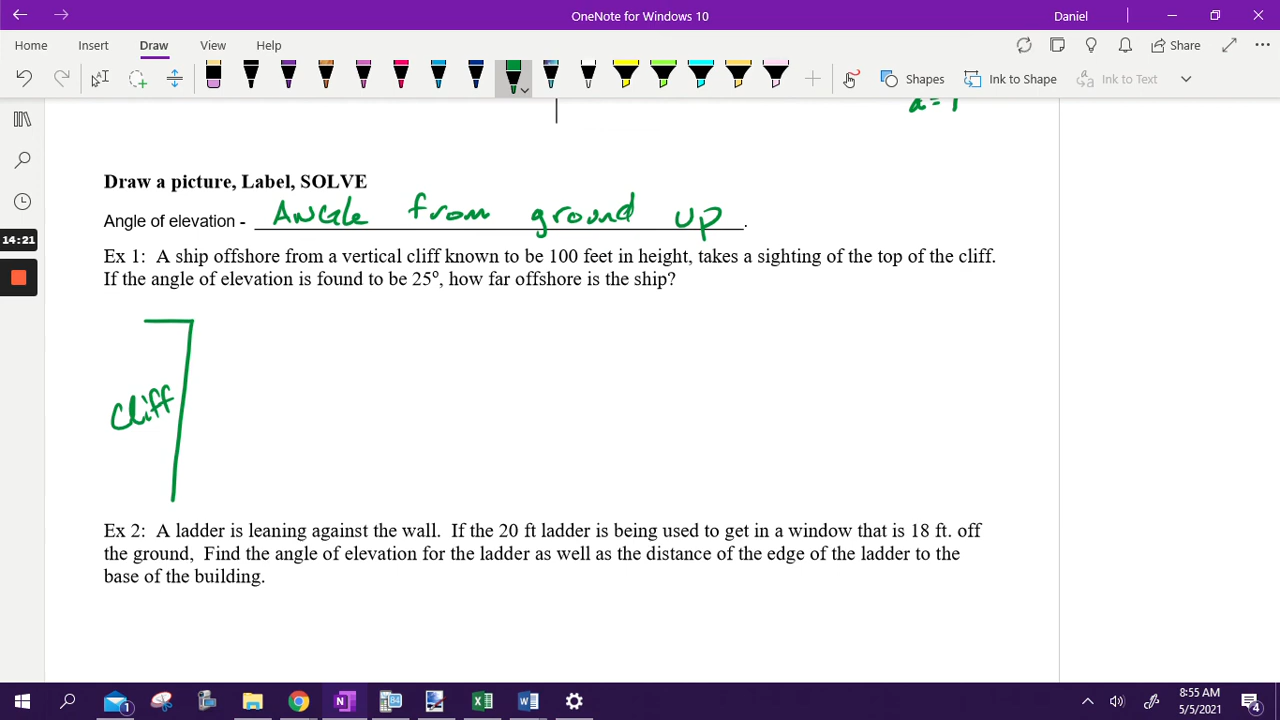 OneNote for Windows 10
Daniel
Home Insert Draw View Help
Share
Shapes Ink to Shape Ink to Text
a = 1
Draw a picture, Label, SOLVE
Angle of elevation - Angle from ground up.
14:21
Ex 1: A ship offshore from a vertical cliff known to be 100 feet in height, takes a sighting of the top of the cliff.
If the angle of elevation is found to be 25°, how far offshore is the ship?
Cliff
Ex 2: A ladder is leaning against the wall. If the 20 ft ladder is being used to get in a window that is 18 ft. off
the ground, Find the angle of elevation for the ladder as well as the distance of the edge of the ladder to the
base of the building.
1
8:55 AM
5/5/2021
4